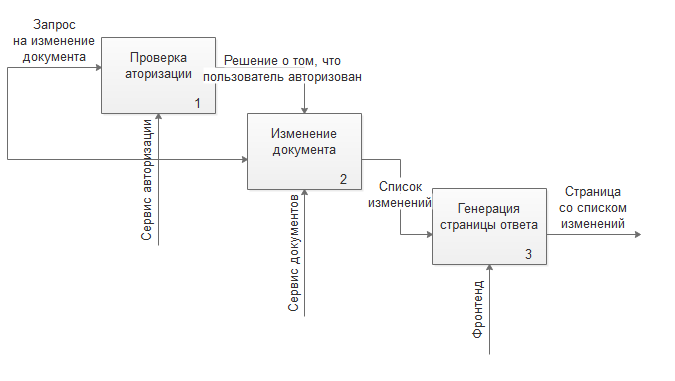 Запрос
на изменение
документа
Проверка
аторизации
1
Решение о том, что
пользователь авторизован
Сервис авторизации
Изменение
документа
2
Сервис документов
Список
изменений
Генерация
страницы ответа
3
Страница
со списком
изменений
Фронтенд